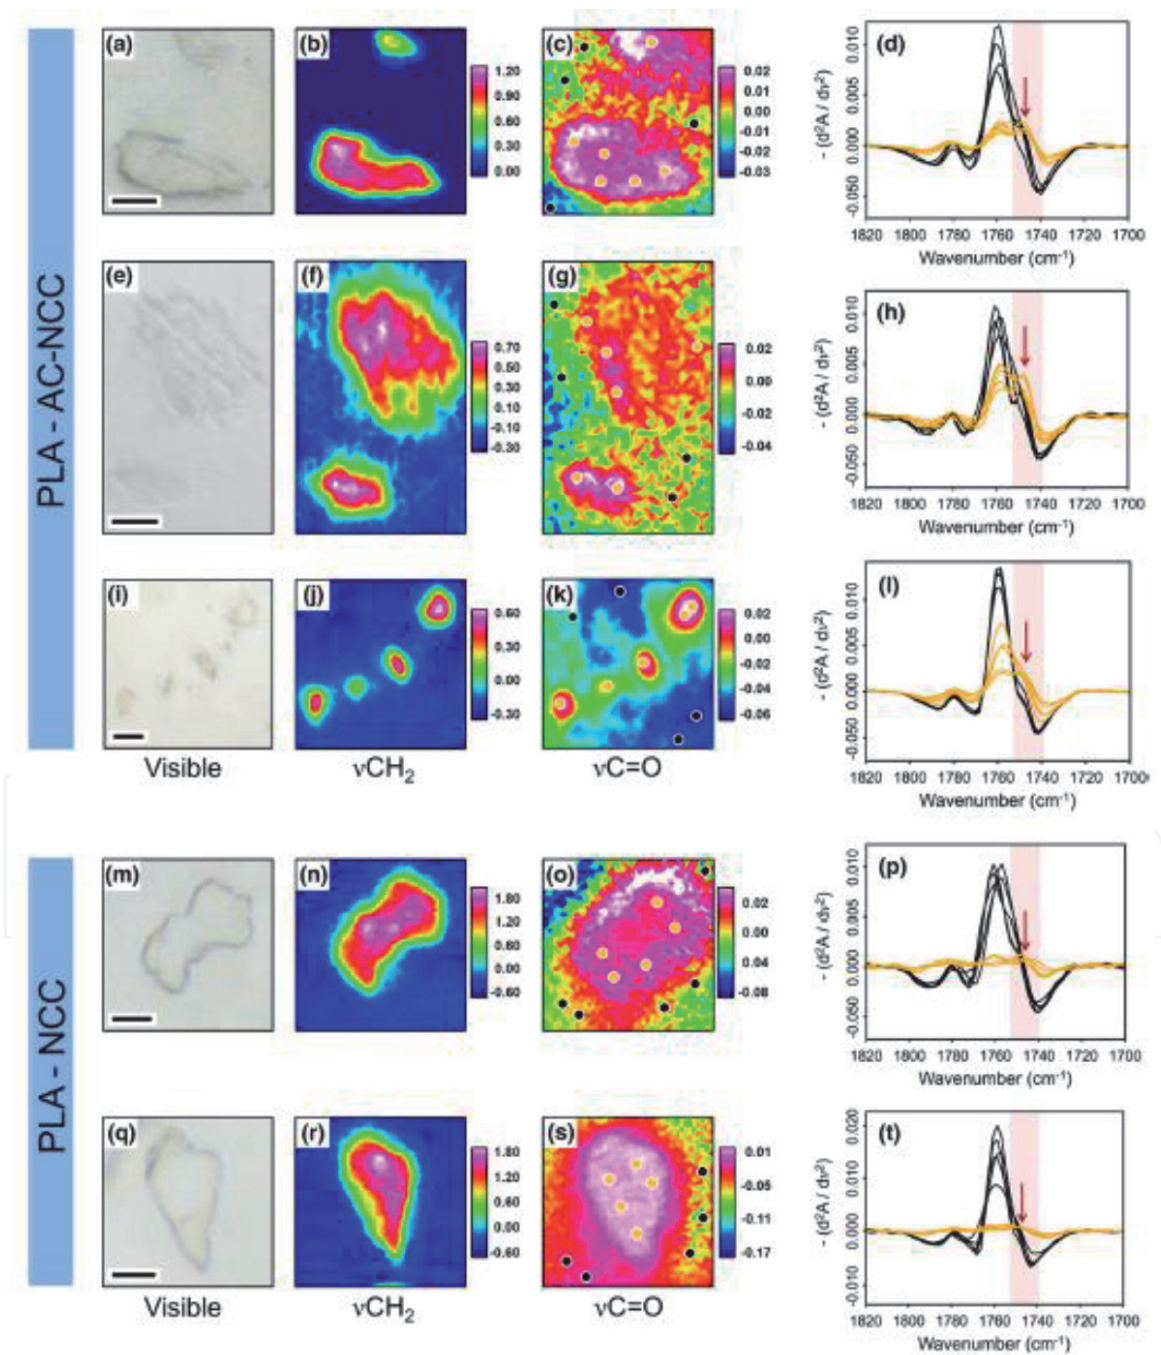 PLA - AC-NCC
(a)
(b)
1.20
0.90
0.60
0.30
0.00
(c)
0.02
0.01
0.00
-0.01
-0.02
-0.03
(d)
- (d²A / dν²)
0.010
0.005
0.000
-0.050
1820 1800 1780 1760 1740 1720 1700
Wavenumber (cm⁻¹)
(e)
(f)
0.70
0.50
0.30
0.10
-0.10
-0.30
(g)
0.02
0.00
-0.02
-0.04
(h)
- (d²A / dν²)
0.010
0.005
0.000
-0.050
1820 1800 1780 1760 1740 1720 1700
Wavenumber (cm⁻¹)
(i)
(j)
0.60
0.30
0.00
-0.30
(k)
0.02
0.00
-0.02
-0.04
-0.06
(l)
- (d²A / dν²)
0.010
0.005
0.000
-0.050
1820 1800 1780 1760 1740 1720 1700
Wavenumber (cm⁻¹)
Visible
νCH₂
νC=O
PLA - NCC
(m)
(n)
1.80
1.20
0.60
0.00
-0.60
(o)
0.02
0.00
-0.04
-0.08
(p)
- (d²A / dν²)
0.010
0.005
0.000
-0.050
1820 1800 1780 1760 1740 1720 1700
Wavenumber (cm⁻¹)
(q)
(r)
1.80
1.20
0.60
0.00
-0.60
(s)
0.01
-0.05
-0.11
-0.17
(t)
- (d²A / dν²)
0.020
0.010
0.000
-0.010
1820 1800 1780 1760 1740 1720 1700
Wavenumber (cm⁻¹)
Visible
νCH₂
νC=O